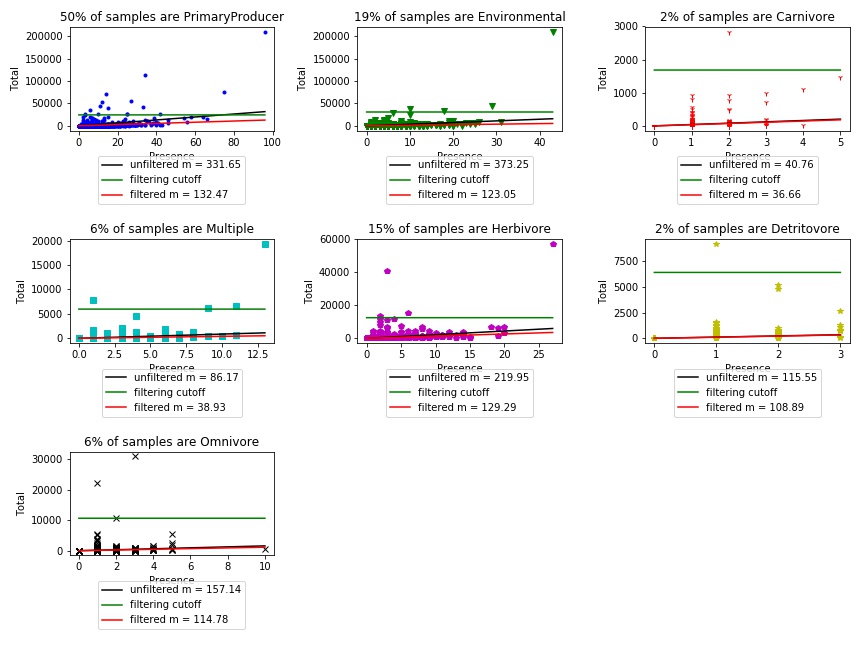 50% of samples are PrimaryProducer
200000
150000
100000
50000
0
Total
0 20 40 60 80 100
Presence
unfiltered m = 331.65
filtering cutoff
filtered m = 132.47
19% of samples are Environmental
200000
150000
100000
50000
0
Total
0 10 20 30 40
Presence
unfiltered m = 373.25
filtering cutoff
filtered m = 123.05
2% of samples are Carnivore
3000
2000
1000
0
Total
0 1 2 3 4 5
Presence
unfiltered m = 40.76
filtering cutoff
filtered m = 36.66
6% of samples are Multiple
20000
15000
10000
5000
0
Total
0.0 2.5 5.0 7.5 10.0 12.5
Presence
unfiltered m = 86.17
filtering cutoff
filtered m = 38.93
15% of samples are Herbivore
60000
40000
20000
0
Total
0 5 10 15 20 25
Presence
unfiltered m = 219.95
filtering cutoff
filtered m = 129.29
2% of samples are Detritovore
7500
5000
2500
0
Total
0 1 2 3
Presence
unfiltered m = 115.55
filtering cutoff
filtered m = 108.89
6% of samples are Omnivore
30000
20000
10000
0
Total
0 2 4 6 8 10
Presence
unfiltered m = 157.14
filtering cutoff
filtered m = 114.78